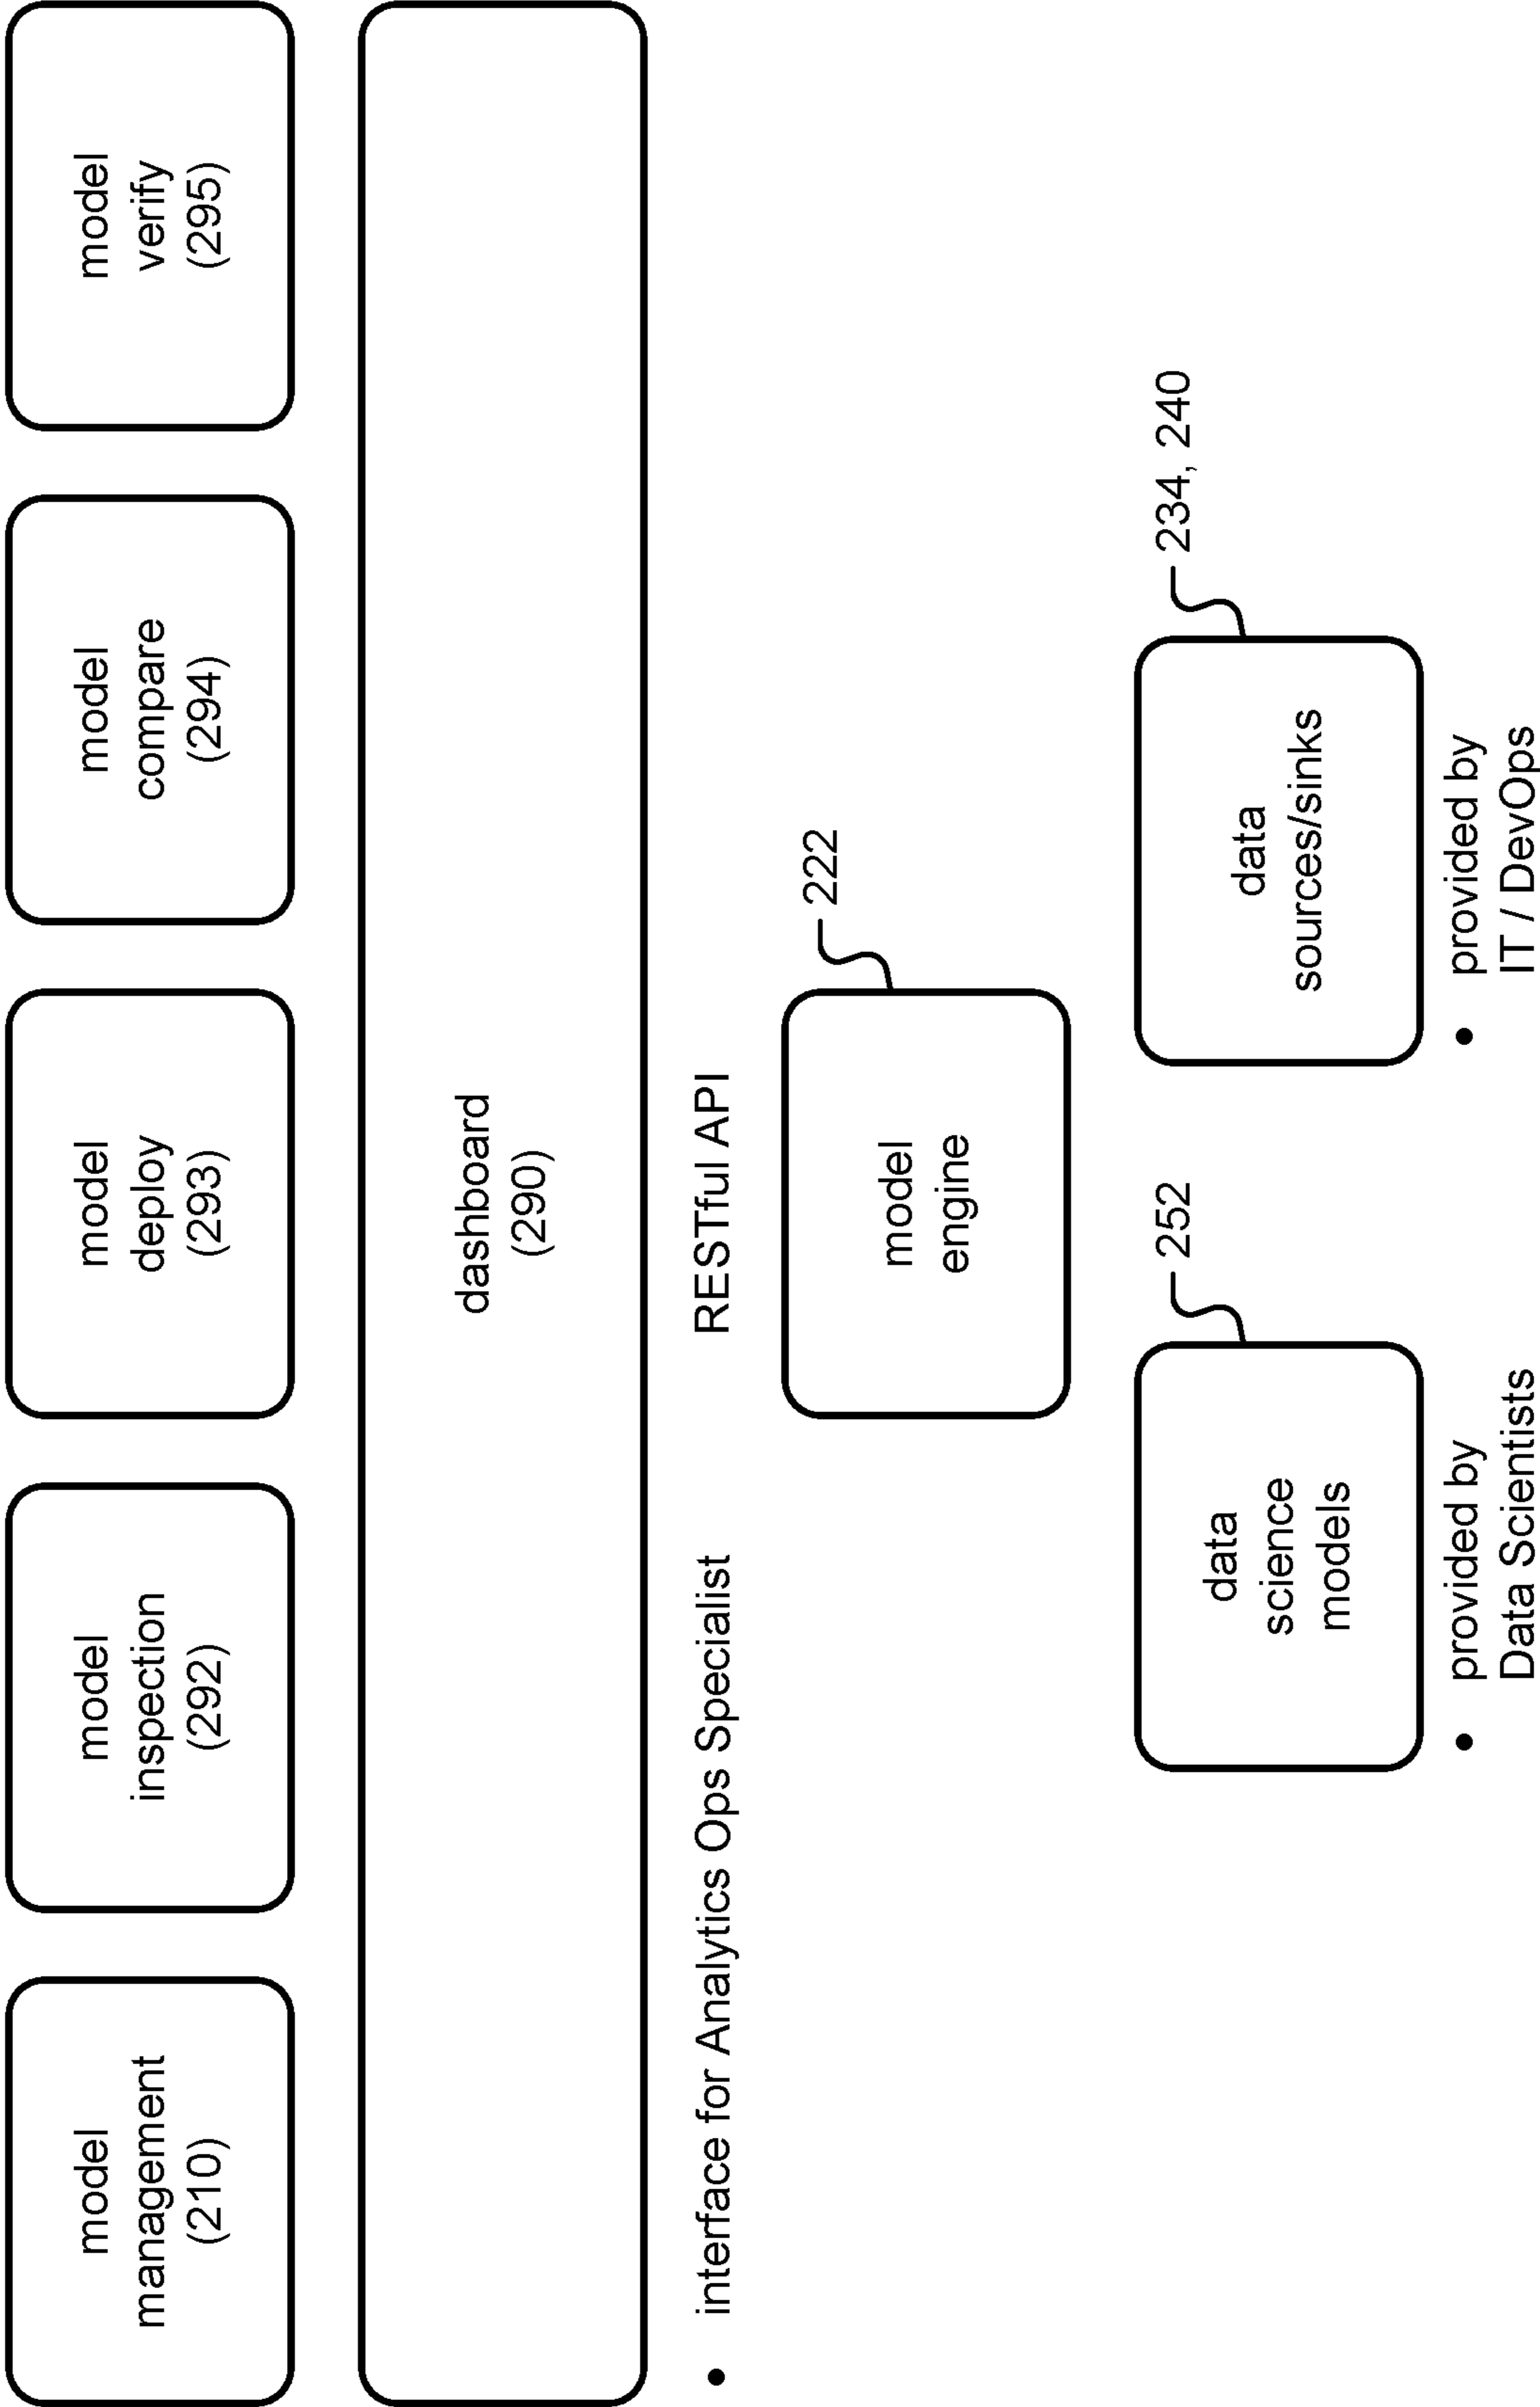 model
management
(210)
model
inspection
(292)
model
deploy
(293)
model
compare
(294)
model
verify
(295)
dashboard
(290)
• interface for Analytics Ops Specialist
RESTful API
222
model
engine
252
data
science
models
• provided by
Data Scientists
234, 240
data
sources/sinks
• provided by
IT / DevOps